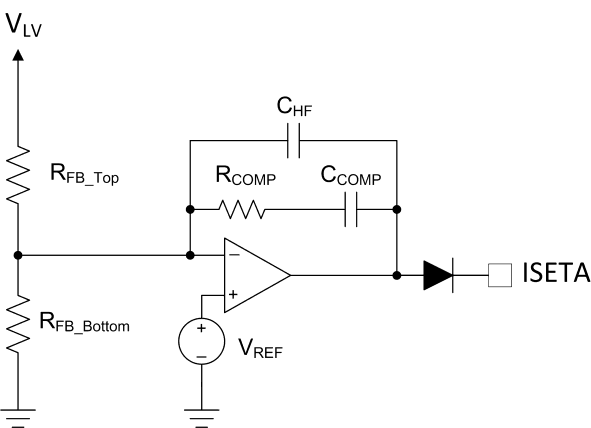 V_LV
C_HF
R_COMP
C_COMP
R_FB_Top
−
ISETA
+
R_FB_Bottom
+
−
V_REF